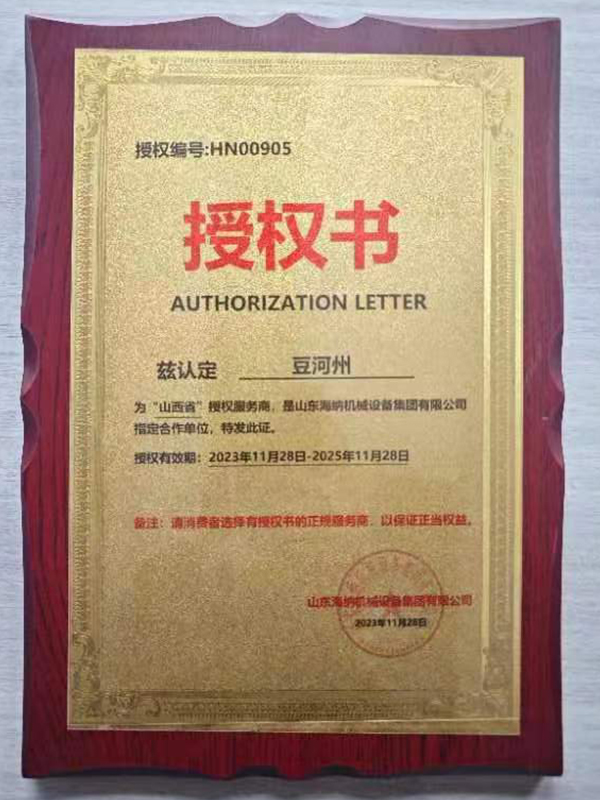 授权编号:HN00905
授权书
AUTHORIZATION LETTER
兹认定 豆河州
为“山西省”授权服务商，是山东海纳机械设备集团有限公司
指定合作单位，特发此证。
授权有效期：2023年11月28日-2025年11月28日
备注：请消费者选择有授权书的正规服务商，以保证正当权益。
山东海纳机械设备集团有限公司
2023年11月28日